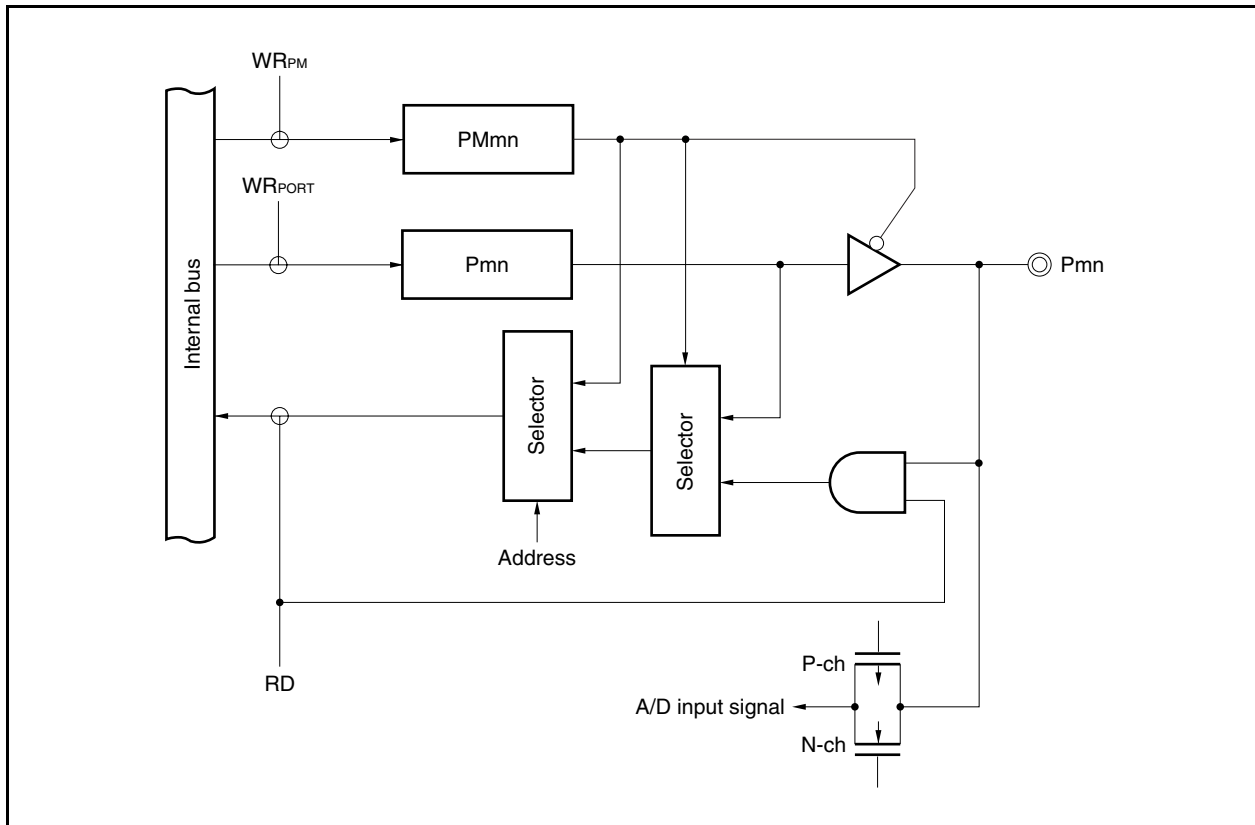 WRPM
PMmn
WRPORT
Pmn
Pmn
Internal bus
Selector
Selector
Address
RD
P-ch
A/D input signal
N-ch